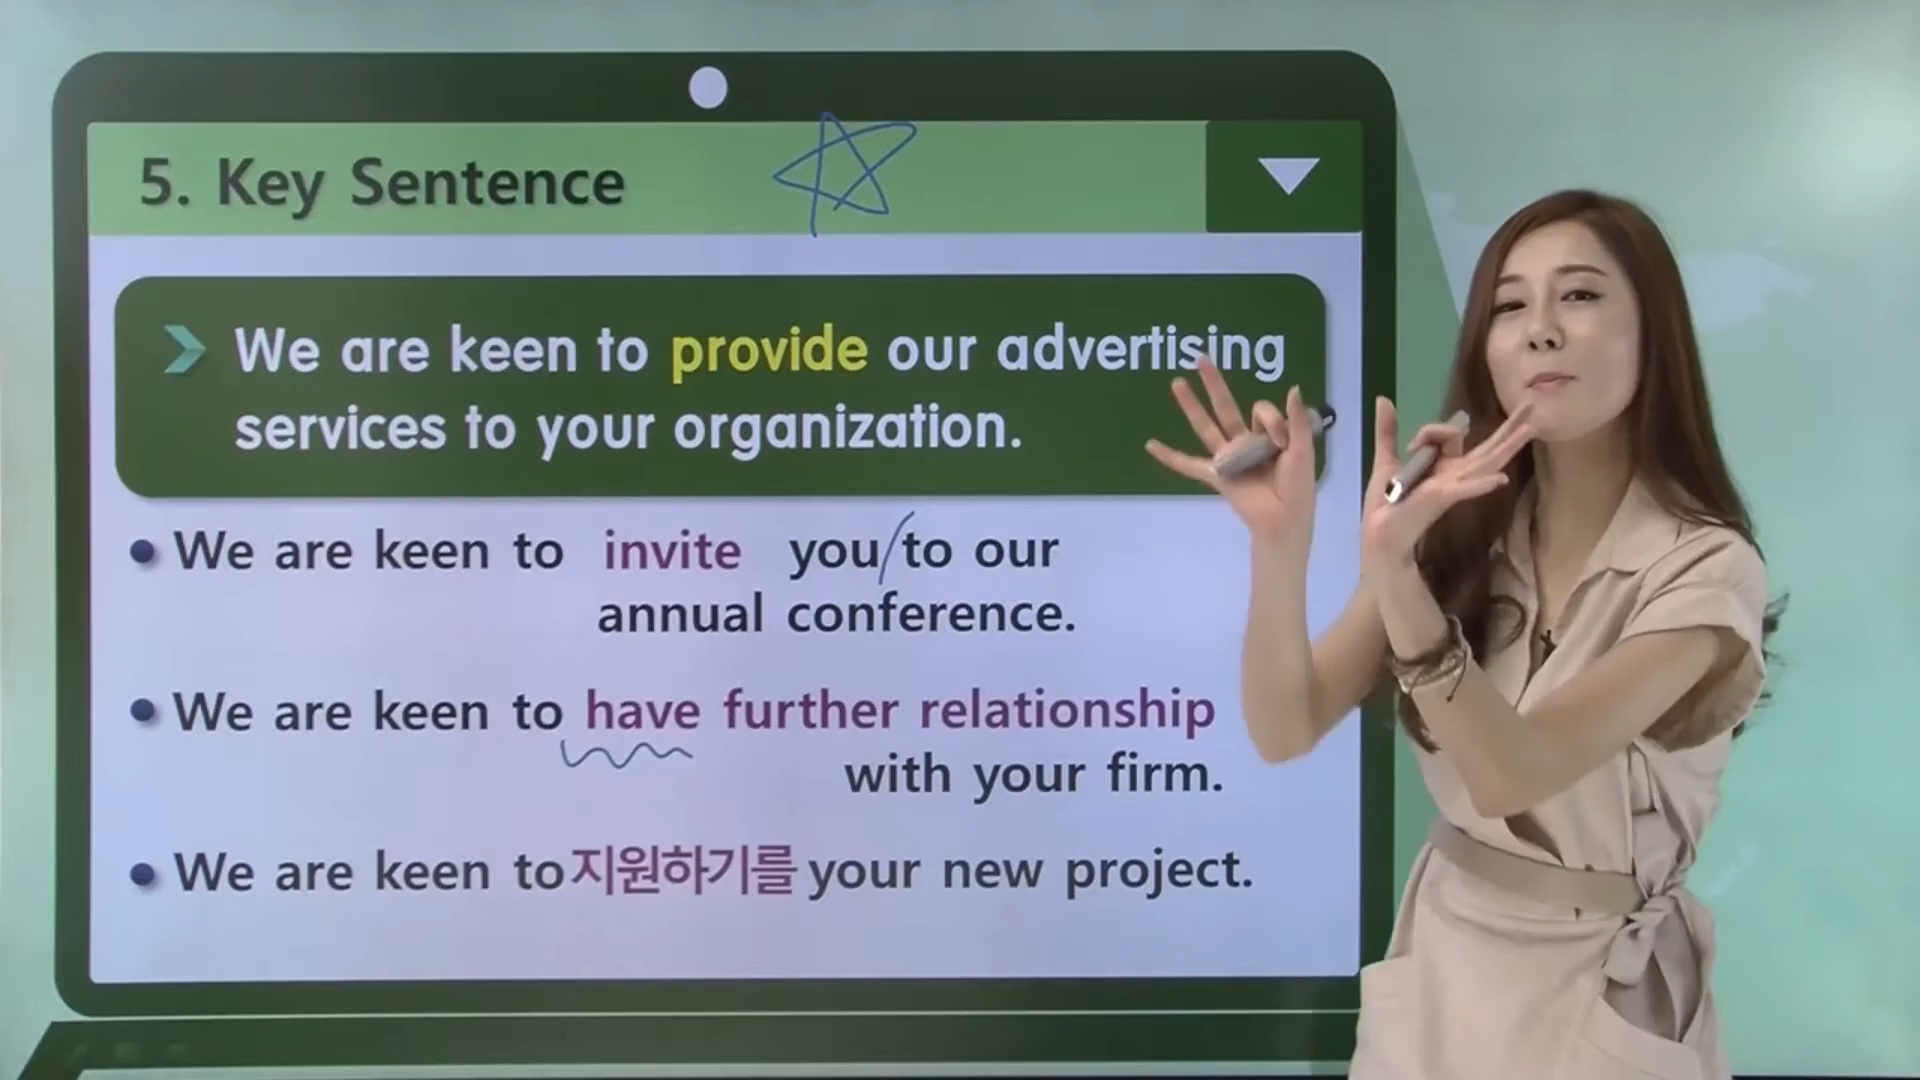 5. Key Sentence
We are keen to provide our advertising
services to your organization.
We are keen to invite you to our
annual conference.
We are keen to have further relationship
with your firm.
We are keen to 지원하기를 your new project.